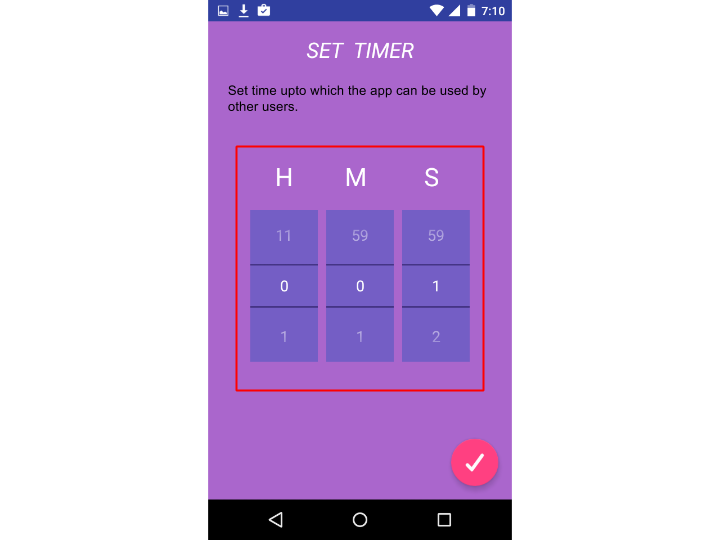 7:10
SET TIMER
Set time upto which the app can be used by
other users.
H M S
11 59 59
0 0 1
1 1 2